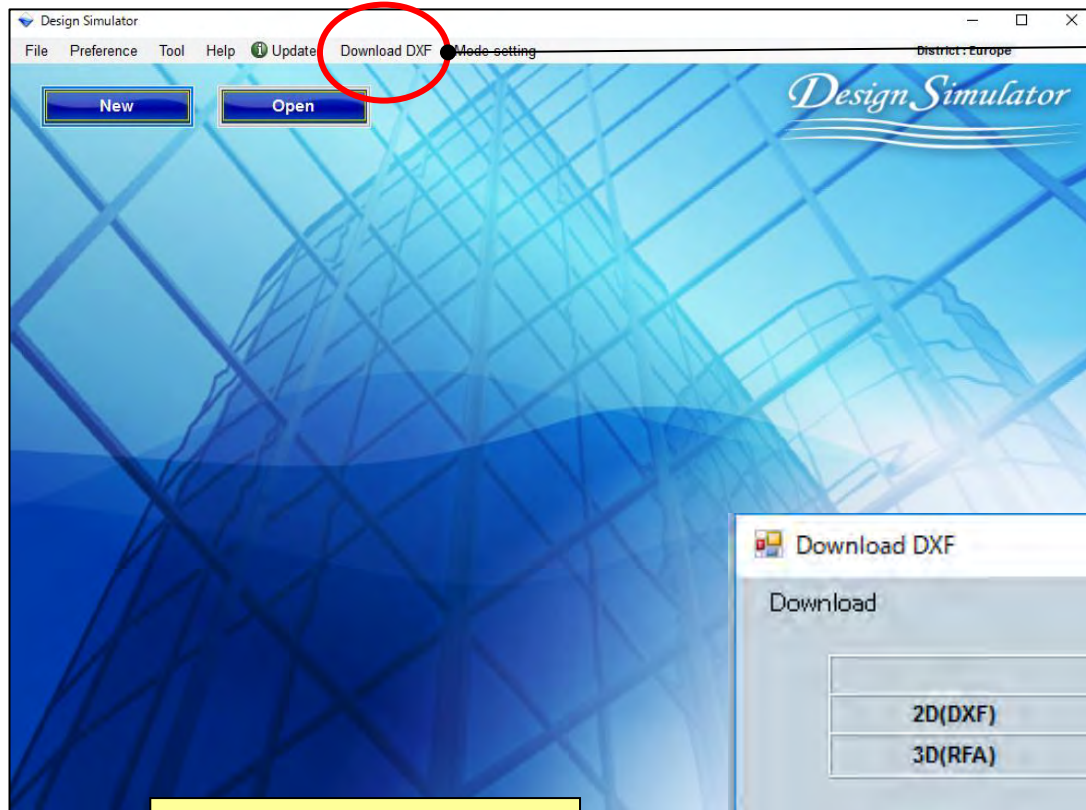 Design Simulator
File Preference Tool Help Update Download DXF Mode setting District : Europe
New Open
Design Simulator
Download DXF
Download
2D(DXF)
3D(RFA)